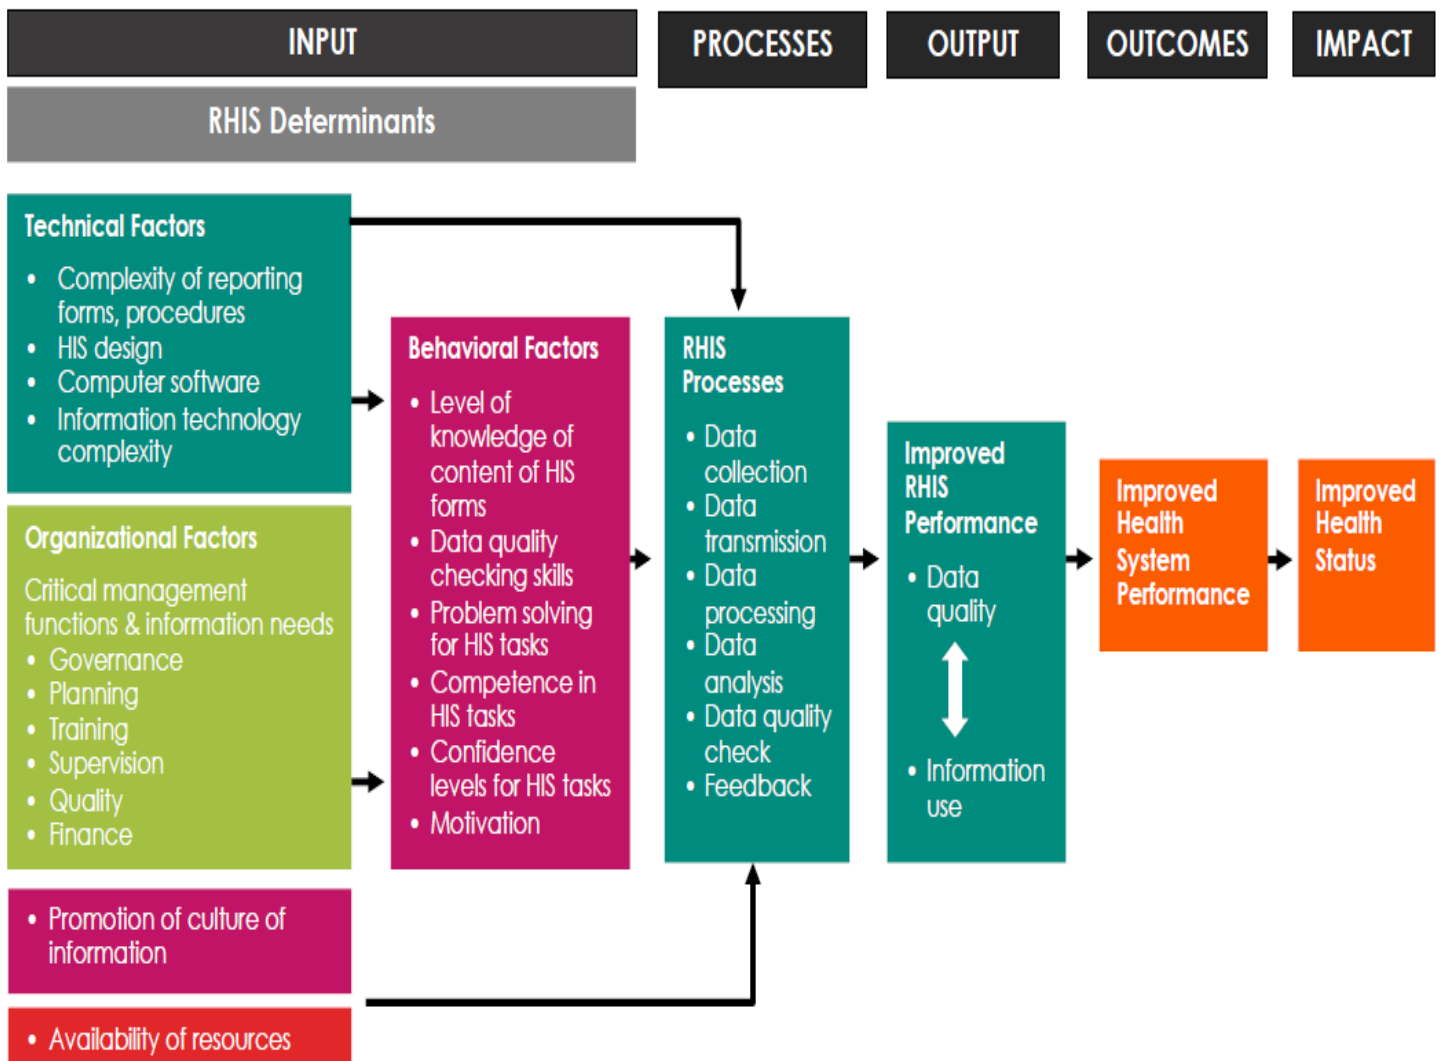 INPUT
PROCESSES
OUTPUT
OUTCOMES
IMPACT
RHIS Determinants
Technical Factors
• Complexity of reporting
forms, procedures
• HIS design
• Computer software
• Information technology
complexity
Organizational Factors
Critical management
functions & information needs
• Governance
• Planning
• Training
• Supervision
• Quality
• Finance
• Promotion of culture of
information
• Availability of resources
Behavioral Factors
• Level of
knowledge of
content of HIS
forms
• Data quality
checking skills
• Problem solving
for HIS tasks
• Competence in
HIS tasks
• Confidence
levels for HIS tasks
• Motivation
RHIS
Processes
• Data
collection
• Data
transmission
• Data
processing
• Data
analysis
• Data quality
check
• Feedback
Improved
RHIS
Performance
• Data
quality
• Information
use
Improved
Health
System
Performance
Improved
Health
Status